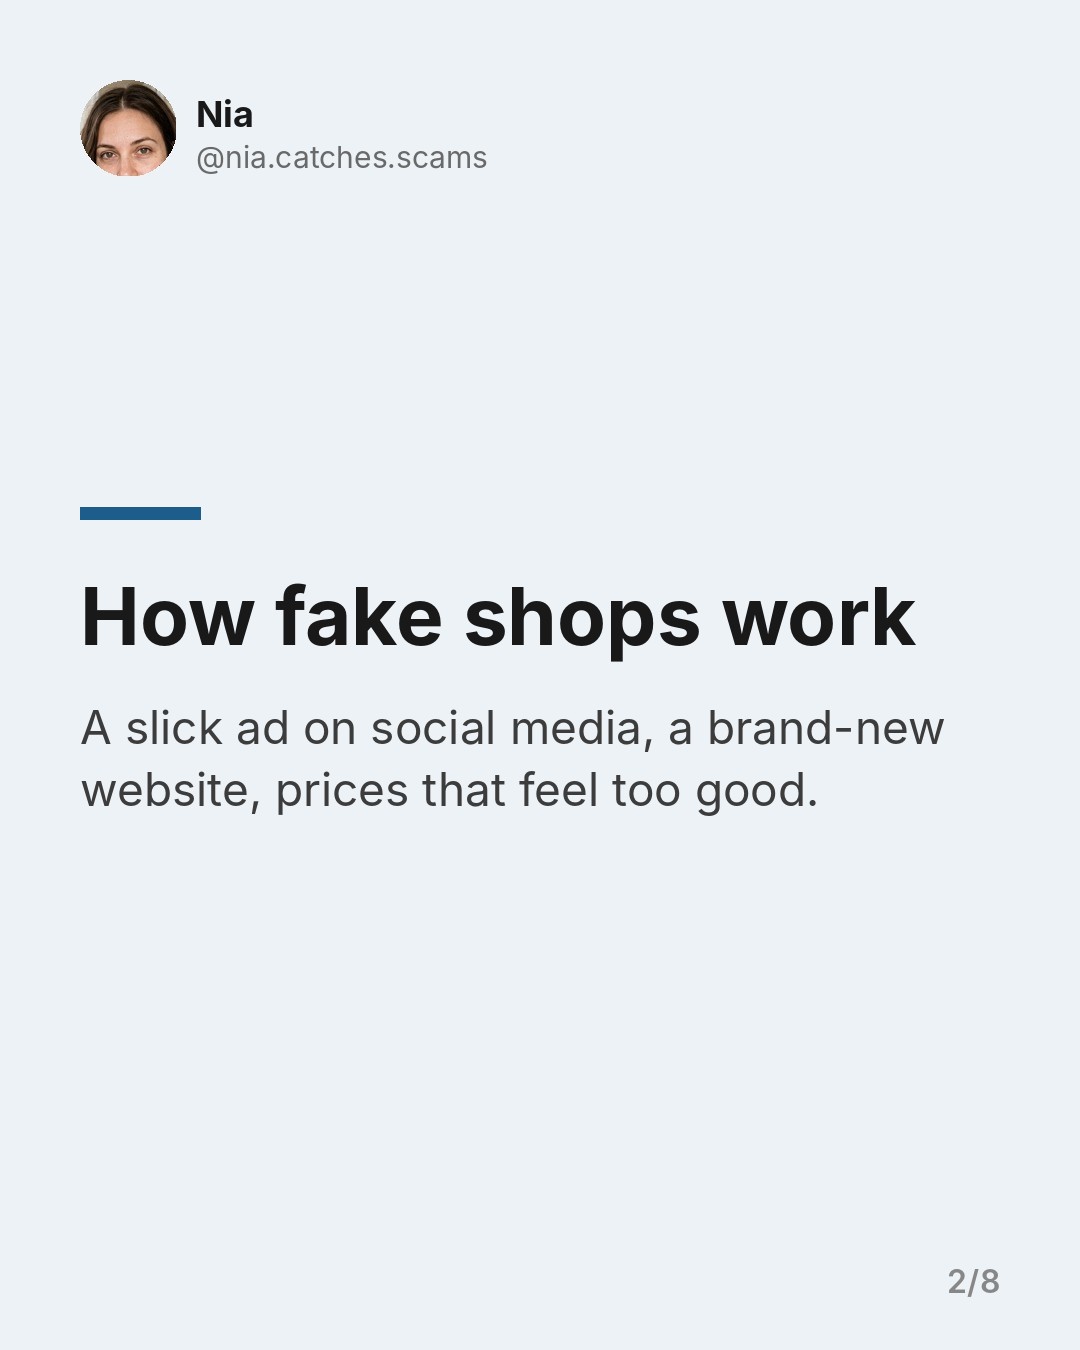 Nia
@nia.catches.scams
How fake shops work
A slick ad on social media, a brand-new
website, prices that feel too good.
2/8